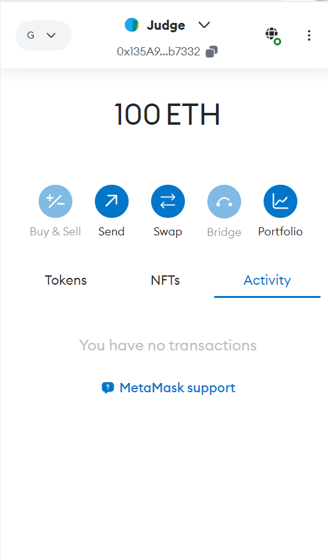 G
Judge
0x135A9...b7332
100 ETH
Buy & Sell Send Swap Bridge Portfolio
Tokens NFTs Activity
You have no transactions
MetaMask support